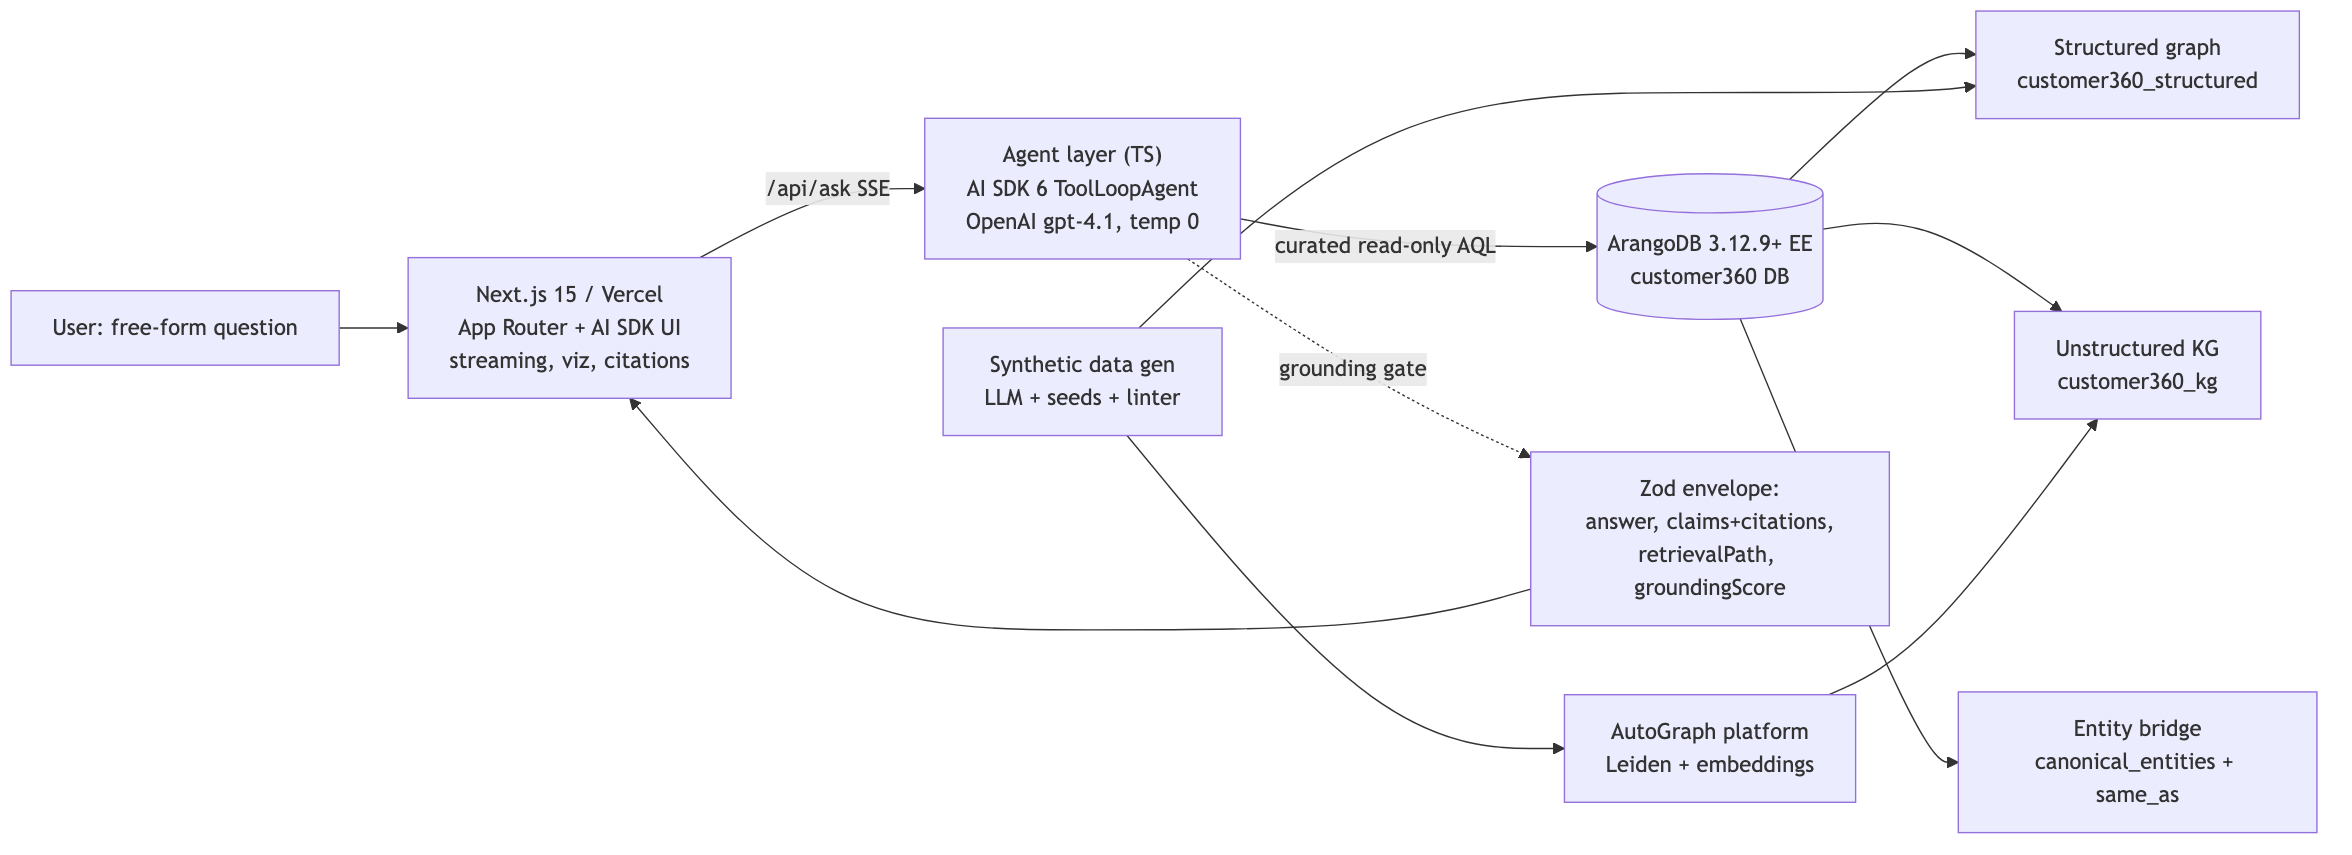 User: free-form question
Next.js 15 / Vercel
App Router + AI SDK UI
streaming, viz, citations
/api/ask SSE
Agent layer (TS)
AI SDK 6 ToolLoopAgent
OpenAI gpt-4.1, temp 0
Synthetic data gen
LLM + seeds + linter
curated read-only AQL
grounding gate
ArangoDB 3.12.9+ EE
customer360 DB
Zod envelope:
answer, claims+citations,
retrievalPath,
groundingScore
AutoGraph platform
Leiden + embeddings
Structured graph
customer360_structured
Unstructured KG
customer360_kg
Entity bridge
canonical_entities +
same_as